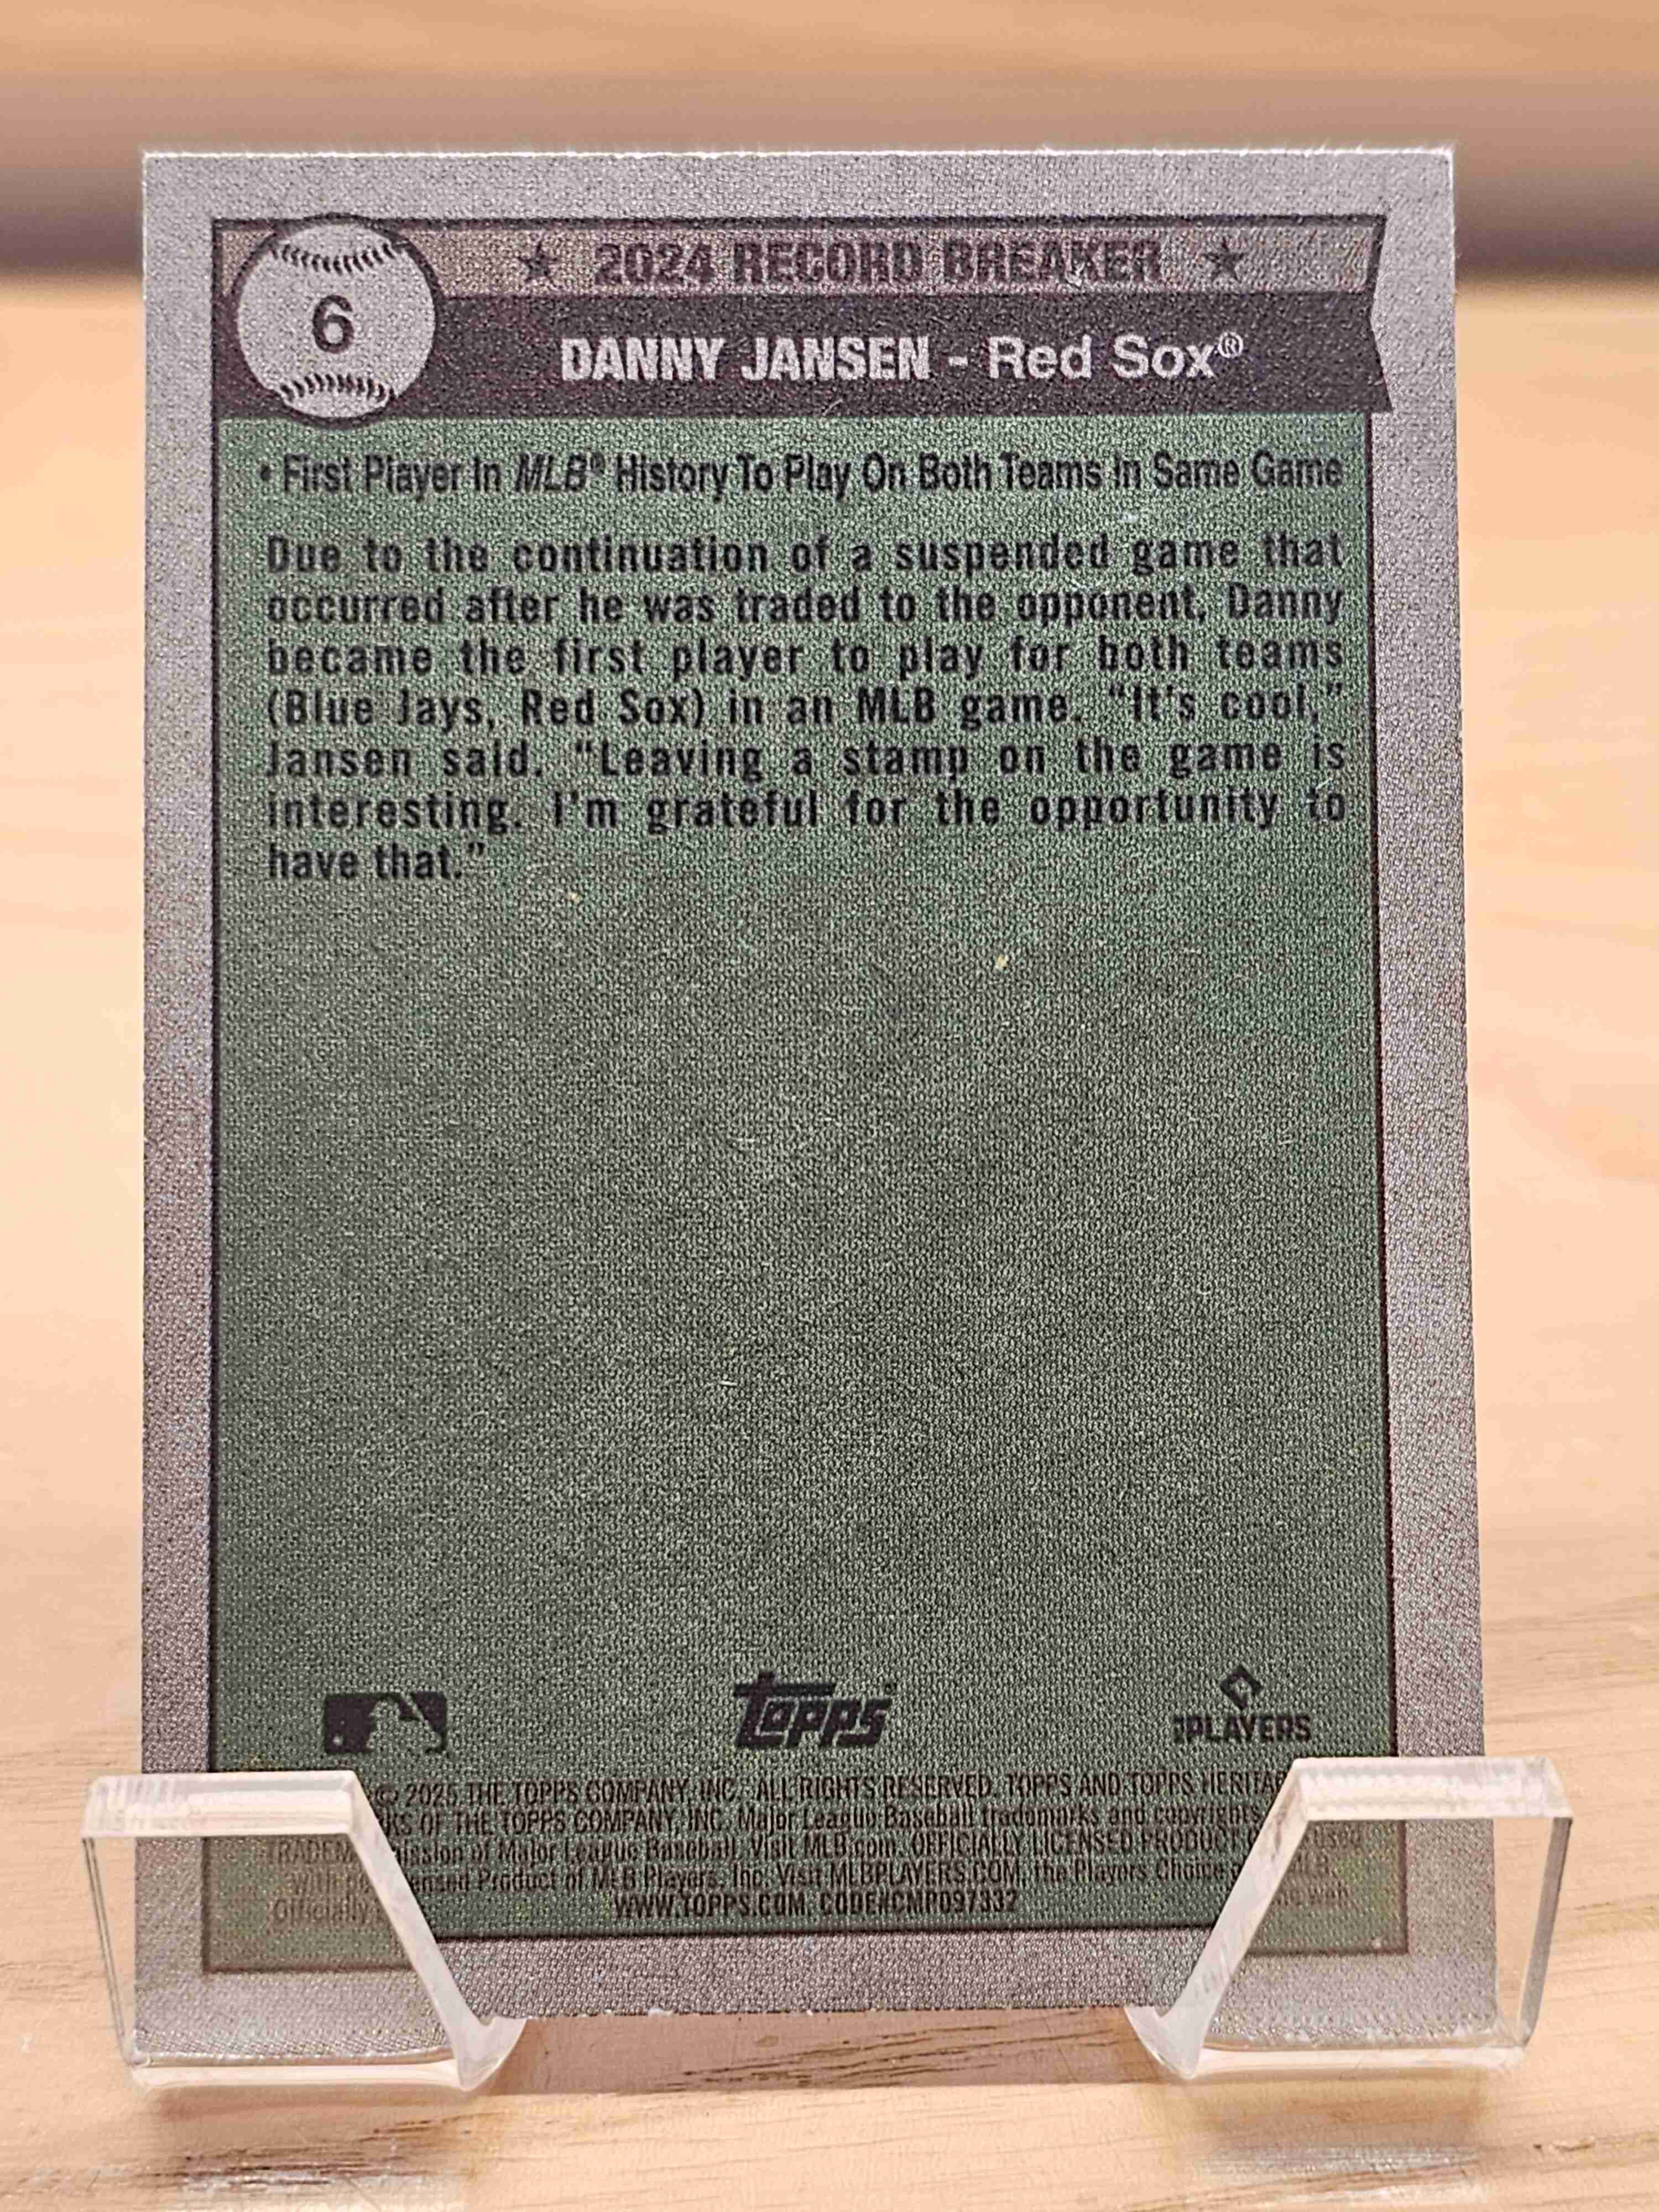 6
★ 2024 RECORD BREAKER ★
DANNY JANSEN - Red Sox®
• First Player In MLB® History To Play On Both Teams In Same Game
Due to the continuation of a suspended game that
occurred after he was traded to the opponent, Danny
became the first player to play for both teams
(Blue Jays, Red Sox) in an MLB game. “It's cool,”
Jansen said. “Leaving a stamp on the game is
interesting. I'm grateful for the opportunity to
have that.”
topps
PLAYERS
© 2025 THE TOPPS COMPANY, INC. ALL RIGHTS RESERVED. TOPPS AND TOPPS
OF THE TOPPS COMPANY, INC. Major League Baseball trademarks and copyrights
of Major League Baseball. Visit MLB.com. OFFICIALLY LICENSED PRODUCT
Officially Product of MLB Players, Inc. Visit MLBPLAYERS.COM, the Players Choice
WWW.TOPPS.COM. CODE#CMP097332